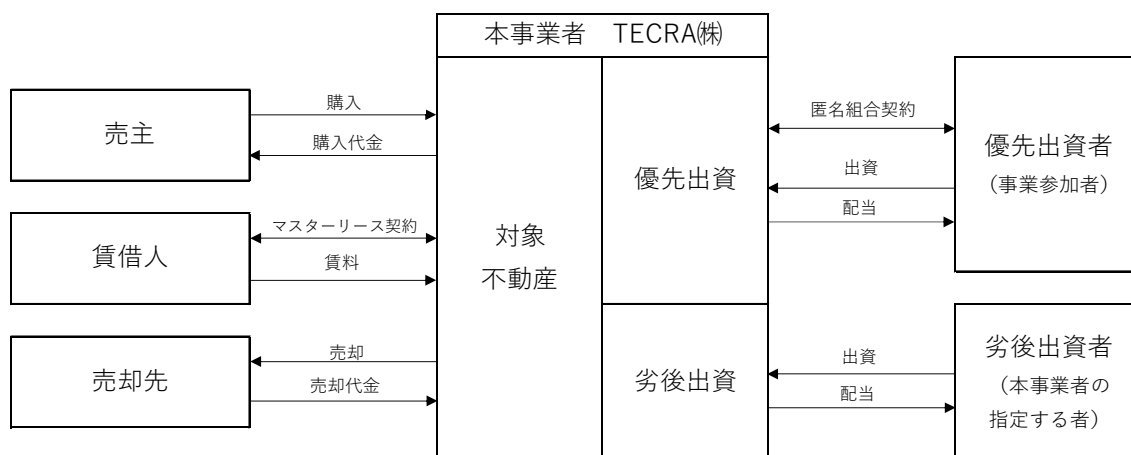 本事業者　TECRA㈱
売主
購入
購入代金
賃借人
マスターリース契約
賃料
売却先
売却
売却代金
対象
不動産
優先出資
劣後出資
匿名組合契約
出資
配当
優先出資者
（事業参加者）
出資
配当
劣後出資者
（本事業者の
指定する者）